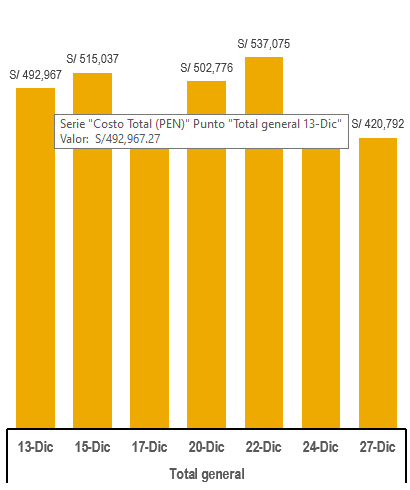 S/ 537,075
S/ 515,037
S/ 502,776
S/ 492,967
S/ 420,792
Serie "Costo Total (PEN)" Punto "Total general 13-Dic"
Valor: S/492,967.27
13-Dic 15-Dic 17-Dic 20-Dic 22-Dic 24-Dic 27-Dic
Total general